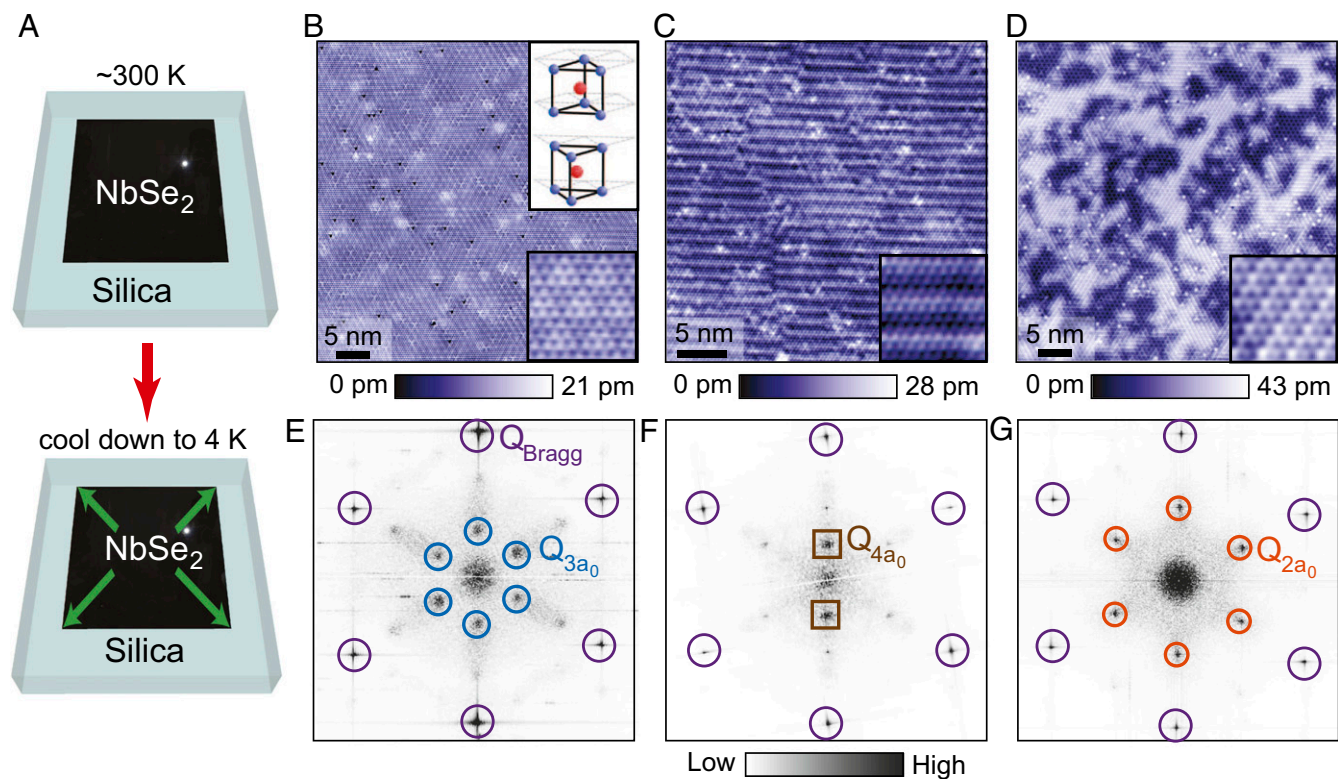 A
~300 K
NbSe2
Silica
cool down to 4 K
NbSe2
Silica
B
5 nm
0 pm 21 pm
C
5 nm
0 pm 28 pm
D
5 nm
0 pm 43 pm
E
QBragg
Q3a0
F
Q4a0
G
Q2a0
Low High